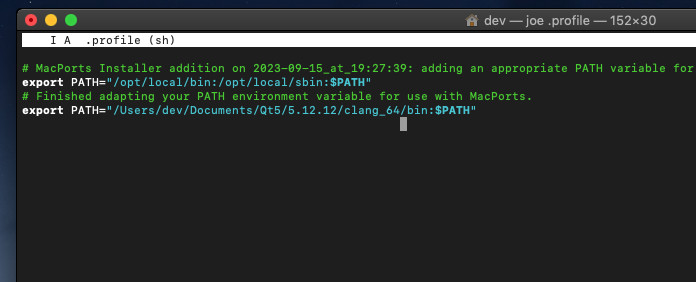 dev — joe .profile — 152×30
I A .profile (sh)
# MacPorts Installer addition on 2023-09-15_at_19:27:39: adding an appropriate PATH variable for
export PATH="/opt/local/bin:/opt/local/sbin:$PATH"
# Finished adapting your PATH environment variable for use with MacPorts.
export PATH="/Users/dev/Documents/Qt5/5.12.12/clang_64/bin:$PATH"